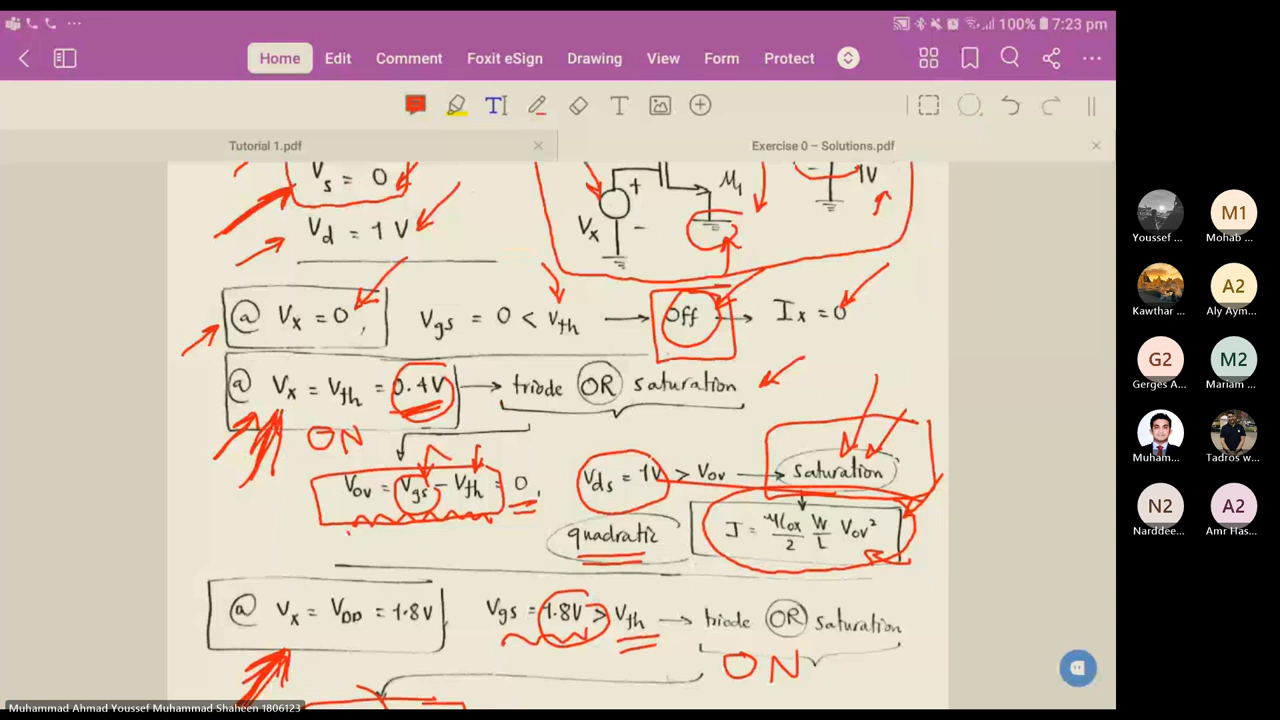 100% 7:23 pm
Home Edit Comment Foxit eSign Drawing View Form Protect
Tutorial 1.pdf × Exercise 0 – Solutions.pdf ×
Vs = 0
Vd = 1 V
Vx + − M1 1V
@ Vx = 0, Vgs = 0 < Vth → Off → Ix = 0
@ Vx = Vth = 0.4V → triode OR saturation
ON
Vov = Vgs − Vth = 0, Vds = 1V > Vov → saturation
quadratic I = μCox/2 W/L Vov²
@ Vx = VDD = 1.8V Vgs = 1.8V > Vth → triode OR saturation
ON
Youssef ...
M1
Mohab ...
Kawthar ...
A2
Aly Aym...
G2
Gerges A...
M2
Mariam ...
Muham...
Tadros w...
N2
Narddee...
A2
Amr Has...
Muhammad Ahmad Youssef Muhammad Shaheen 1806123